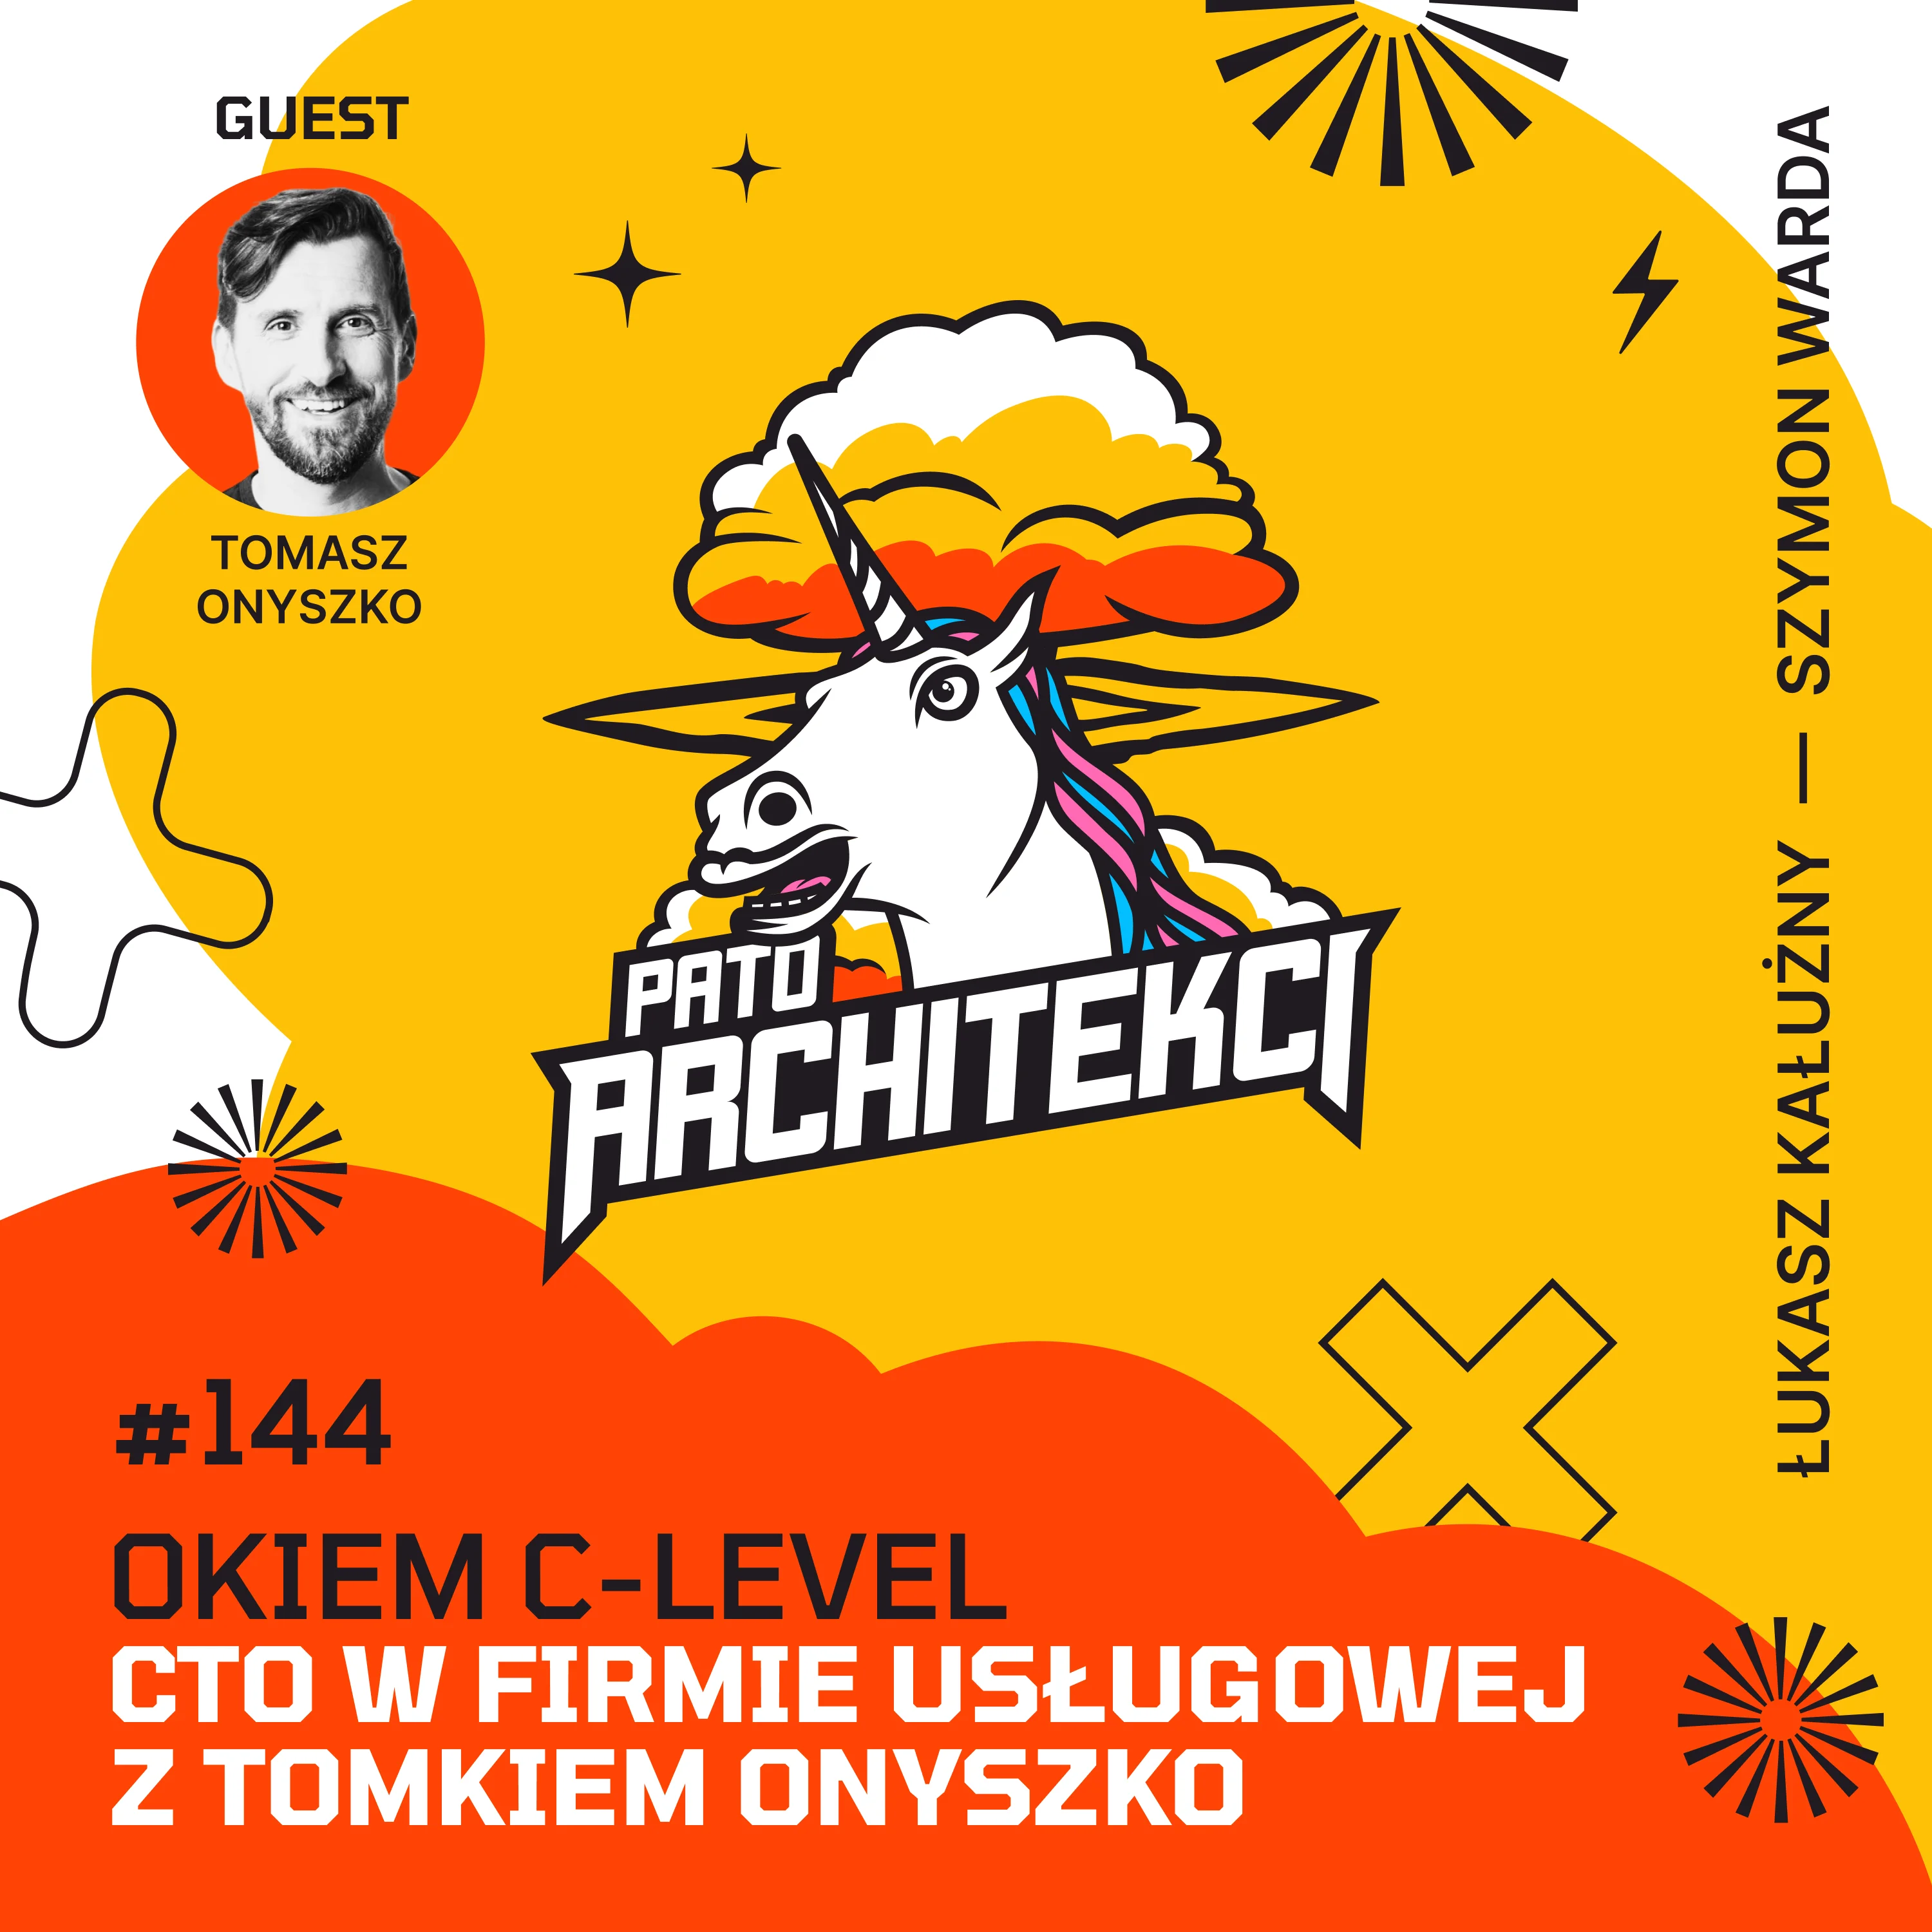 GUEST
TOMASZ
ONYSZKO
ŁUKASZ KAŁUŻNY — SZYMON WARDA
PATO
ARCHITEKCI
#144
OKIEM C-LEVEL
CTO W FIRMIE USŁUGOWEJ
Z TOMKIEM ONYSZKO